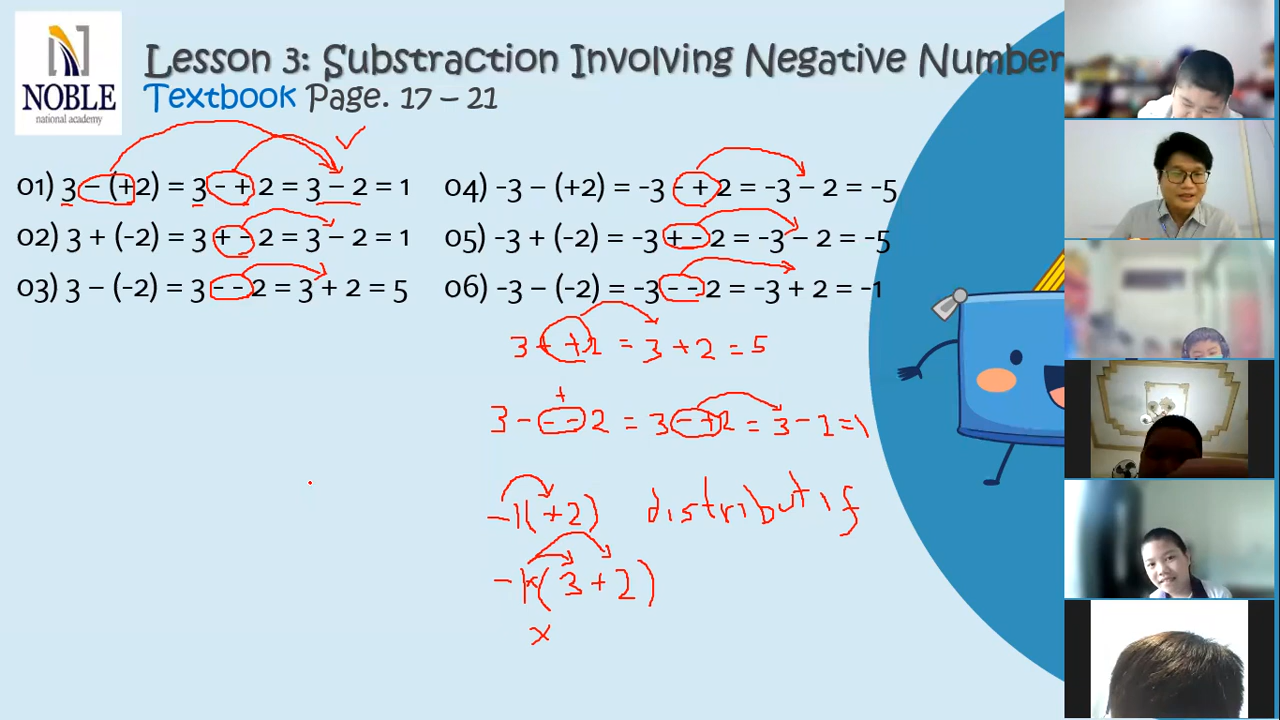 NOBLE
national academy
Lesson 3: Substraction Involving Negative Number
Textbook Page. 17 – 21
01) 3 – (+2) = 3 - + 2 = 3 – 2 = 1
02) 3 + (-2) = 3 + - 2 = 3 – 2 = 1
03) 3 – (-2) = 3 - - 2 = 3 + 2 = 5
04) -3 – (+2) = -3 - + 2 = -3 – 2 = -5
05) -3 + (-2) = -3 + - 2 = -3 – 2 = -5
06) -3 – (-2) = -3 - - 2 = -3 + 2 = -1
3 + +2 = 3 + 2 = 5
+
3 - - - 2 = 3 - +2 = 3 - 2 = 1
-1(+2) distributif
-1x(3+2)
x